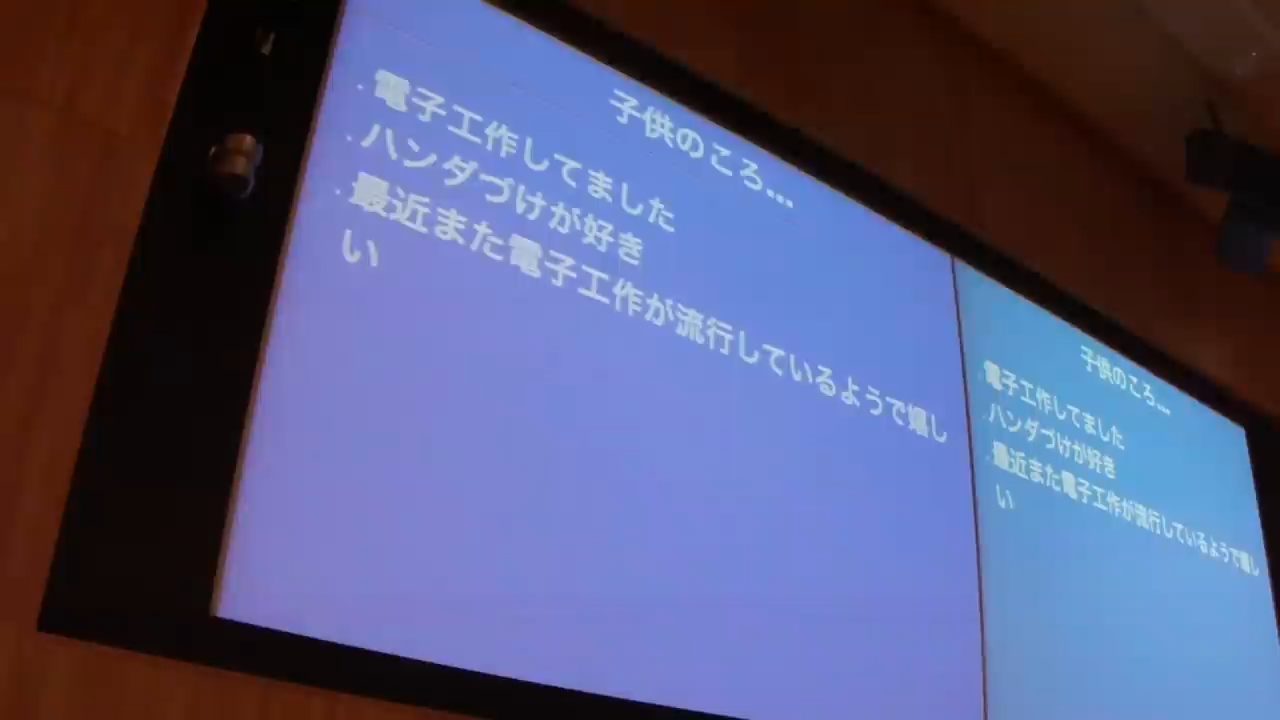 子供のころ...
・電子工作してました
・ハンダづけが好き
・最近また電子工作が流行しているようで嬉し
い
子供のころ...
・電子工作してました
・ハンダづけが好き
・最近また電子工作が流行しているようで嬉し
い